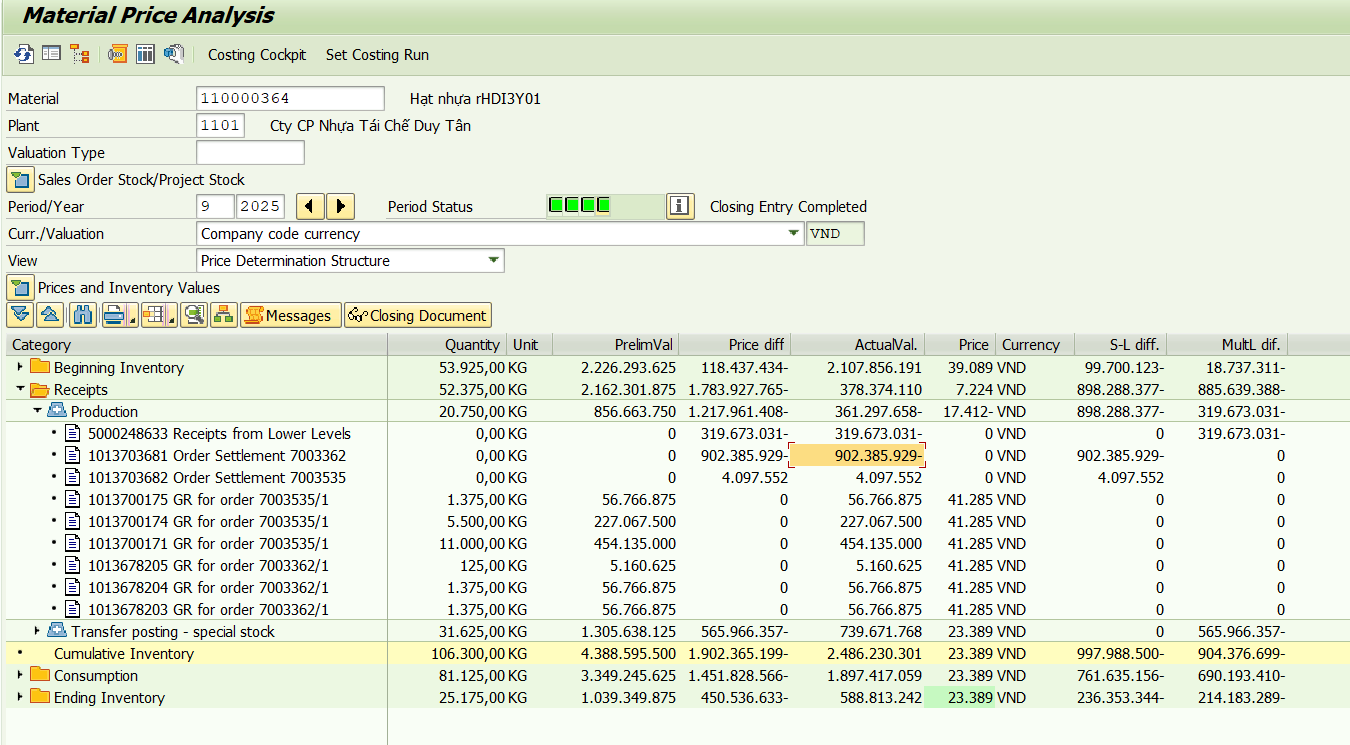 Material Price Analysis
Costing Cockpit Set Costing Run
Material 110000364 Hạt nhựa rHDI3Y01
Plant 1101 Cty CP Nhựa Tái Chế Duy Tân
Valuation Type
Sales Order Stock/Project Stock
Period/Year 9 2025 Period Status Closing Entry Completed
Curr./Valuation Company code currency VND
View Price Determination Structure
Prices and Inventory Values
Messages Closing Document
Category Quantity Unit PrelimVal Price diff ActualVal. Price Currency S-L diff. MultL dif.
Beginning Inventory 53.925,00 KG 2.226.293.625 118.437.434- 2.107.856.191 39.089 VND 99.700.123- 18.737.311-
Receipts 52.375,00 KG 2.162.301.875 1.783.927.765- 378.374.110 7.224 VND 898.288.377- 885.639.388-
Production 20.750,00 KG 856.663.750 1.217.961.408- 361.297.658- 17.412- VND 898.288.377- 319.673.031-
5000248633 Receipts from Lower Levels 0,00 KG 0 319.673.031- 319.673.031- 0 VND 0 319.673.031-
1013703681 Order Settlement 7003362 0,00 KG 0 902.385.929- 902.385.929- 0 VND 902.385.929- 0
1013703682 Order Settlement 7003535 0,00 KG 0 4.097.552 4.097.552 0 VND 4.097.552 0
1013700175 GR for order 7003535/1 1.375,00 KG 56.766.875 0 56.766.875 41.285 VND 0 0
1013700174 GR for order 7003535/1 5.500,00 KG 227.067.500 0 227.067.500 41.285 VND 0 0
1013700171 GR for order 7003535/1 11.000,00 KG 454.135.000 0 454.135.000 41.285 VND 0 0
1013678205 GR for order 7003362/1 125,00 KG 5.160.625 0 5.160.625 41.285 VND 0 0
1013678204 GR for order 7003362/1 1.375,00 KG 56.766.875 0 56.766.875 41.285 VND 0 0
1013678203 GR for order 7003362/1 1.375,00 KG 56.766.875 0 56.766.875 41.285 VND 0 0
Transfer posting - special stock 31.625,00 KG 1.305.638.125 565.966.357- 739.671.768 23.389 VND 0 565.966.357-
Cumulative Inventory 106.300,00 KG 4.388.595.500 1.902.365.199- 2.486.230.301 23.389 VND 997.988.500- 904.376.699-
Consumption 81.125,00 KG 3.349.245.625 1.451.828.566- 1.897.417.059 23.389 VND 761.635.156- 690.193.410-
Ending Inventory 25.175,00 KG 1.039.349.875 450.536.633- 588.813.242 23.389 VND 236.353.344- 214.183.289-